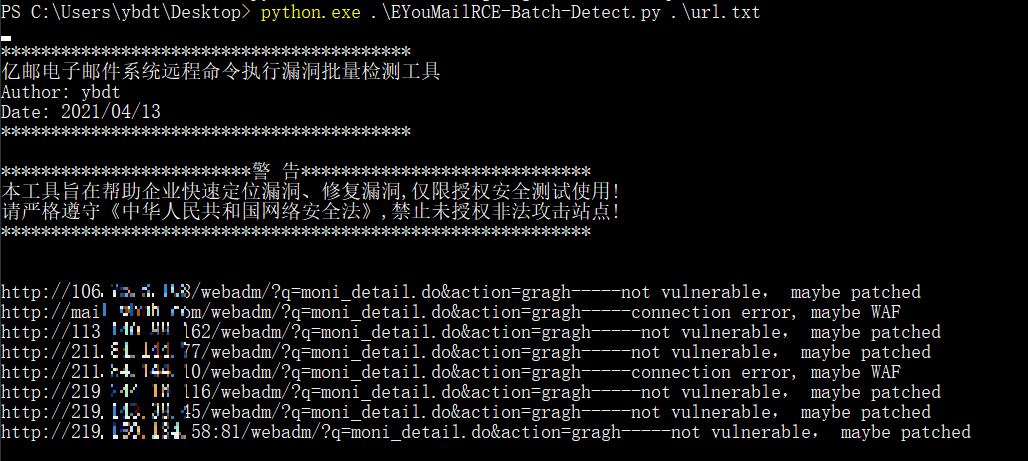 PS C:\Users\ybdt\Desktop> python.exe .\EYouMailRCE-Batch-Detect.py .\url.txt
*****************************************
亿邮电子邮件系统远程命令执行漏洞批量检测工具
Author: ybdt
Date: 2021/04/13
*****************************************
*************************警 告*****************************
本工具旨在帮助企业快速定位漏洞、修复漏洞,仅限授权安全测试使用!
请严格遵守《中华人民共和国网络安全法》,禁止未授权非法攻击站点!
***********************************************************
http://106. 8/webadm/?q=moni_detail.do&action=gragh-----not vulnerable, maybe patched
http://mail om/webadm/?q=moni_detail.do&action=gragh-----connection error, maybe WAF
http://113 162/webadm/?q=moni_detail.do&action=gragh-----not vulnerable, maybe patched
http://211. 77/webadm/?q=moni_detail.do&action=gragh-----not vulnerable, maybe patched
http://211. 10/webadm/?q=moni_detail.do&action=gragh-----connection error, maybe WAF
http://219 116/webadm/?q=moni_detail.do&action=gragh-----not vulnerable, maybe patched
http://219. 45/webadm/?q=moni_detail.do&action=gragh-----not vulnerable, maybe patched
http://219. .58:81/webadm/?q=moni_detail.do&action=gragh-----not vulnerable, maybe patched